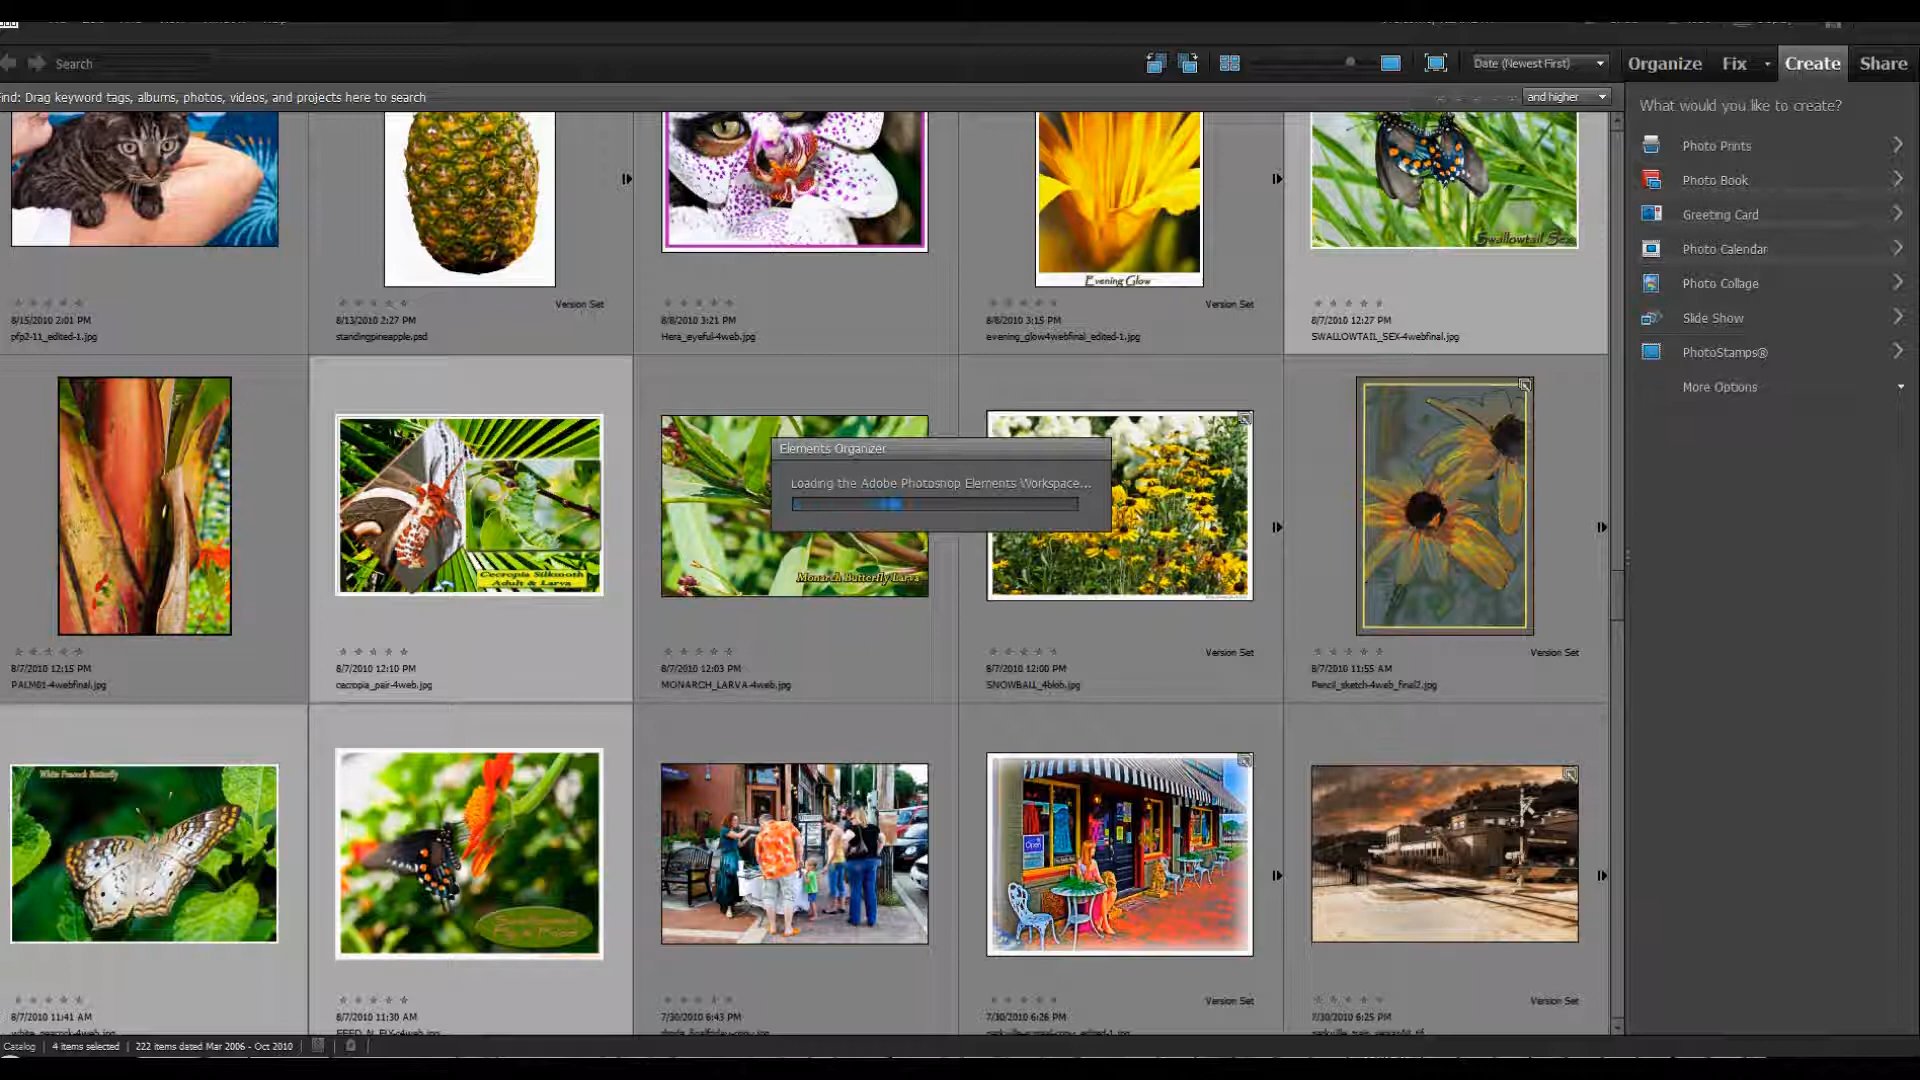 Search
Date (Newest First)
Organize
Fix
Create
Share
Find: Drag keyword tags, albums, photos, videos, and projects here to search
and higher
What would you like to create?
Photo Prints
Photo Book
Greeting Card
Photo Calendar
Photo Collage
Slide Show
PhotoStamps®
More Options
Evening Glow
Swallowtail Sex
Version Set
Version Set
8/15/2010 2:01 PM
8/13/2010 2:27 PM
8/8/2010 3:21 PM
8/8/2010 3:15 PM
8/7/2010 12:27 PM
pfp2-11_edited-1.jpg
standingpineapple.psd
Hera_eyeful-4web.jpg
evening_glow4webfinal_edited-1.jpg
SWALLOWTAIL_SEX-4webfinal.jpg
Elements Organizer
Loading the Adobe Photoshop Elements Workspace...
Cecropia Silkmoth
Adult & Larva
Monarch Butterfly Larva
Version Set
Version Set
8/7/2010 12:15 PM
8/7/2010 12:10 PM
8/7/2010 12:03 PM
8/7/2010 12:00 PM
8/7/2010 11:55 AM
PALM01-4webfinal.jpg
cecropia_pair-4web.jpg
MONARCH_LARVA-4web.jpg
SNOWBALL_4blob.jpg
Pencil_sketch-4web_final2.jpg
White Peacock Butterfly
Open
Version Set
Version Set
8/7/2010 11:41 AM
8/7/2010 11:30 AM
7/30/2010 6:43 PM
7/30/2010 6:26 PM
7/30/2010 6:25 PM
Catalog
4 items selected
222 items dated Mar 2006 - Oct 2010